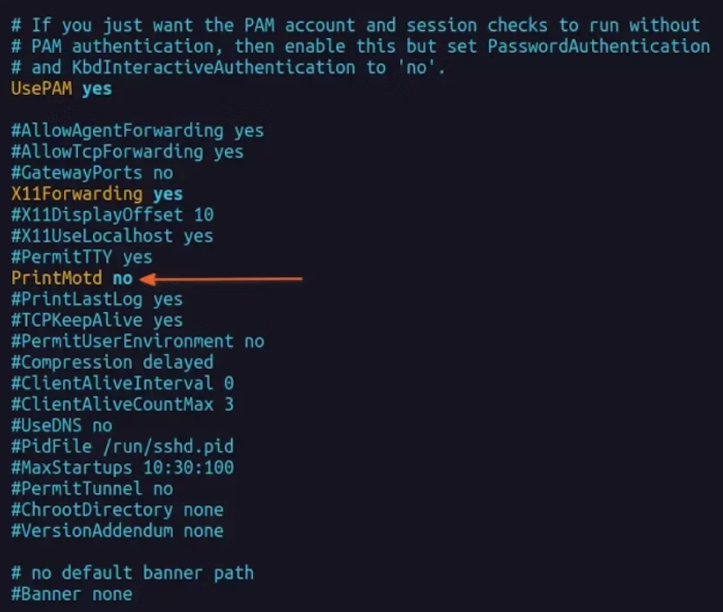 # If you just want the PAM account and session checks to run without
# PAM authentication, then enable this but set PasswordAuthentication
# and KbdInteractiveAuthentication to 'no'.
UsePAM yes
#AllowAgentForwarding yes
#AllowTcpForwarding yes
#GatewayPorts no
X11Forwarding yes
#X11DisplayOffset 10
#X11UseLocalhost yes
#PermitTTY yes
PrintMotd no
#PrintLastLog yes
#TCPKeepAlive yes
#PermitUserEnvironment no
#Compression delayed
#ClientAliveInterval 0
#ClientAliveCountMax 3
#UseDNS no
#PidFile /run/sshd.pid
#MaxStartups 10:30:100
#PermitTunnel no
#ChrootDirectory none
#VersionAddendum none
# no default banner path
#Banner none